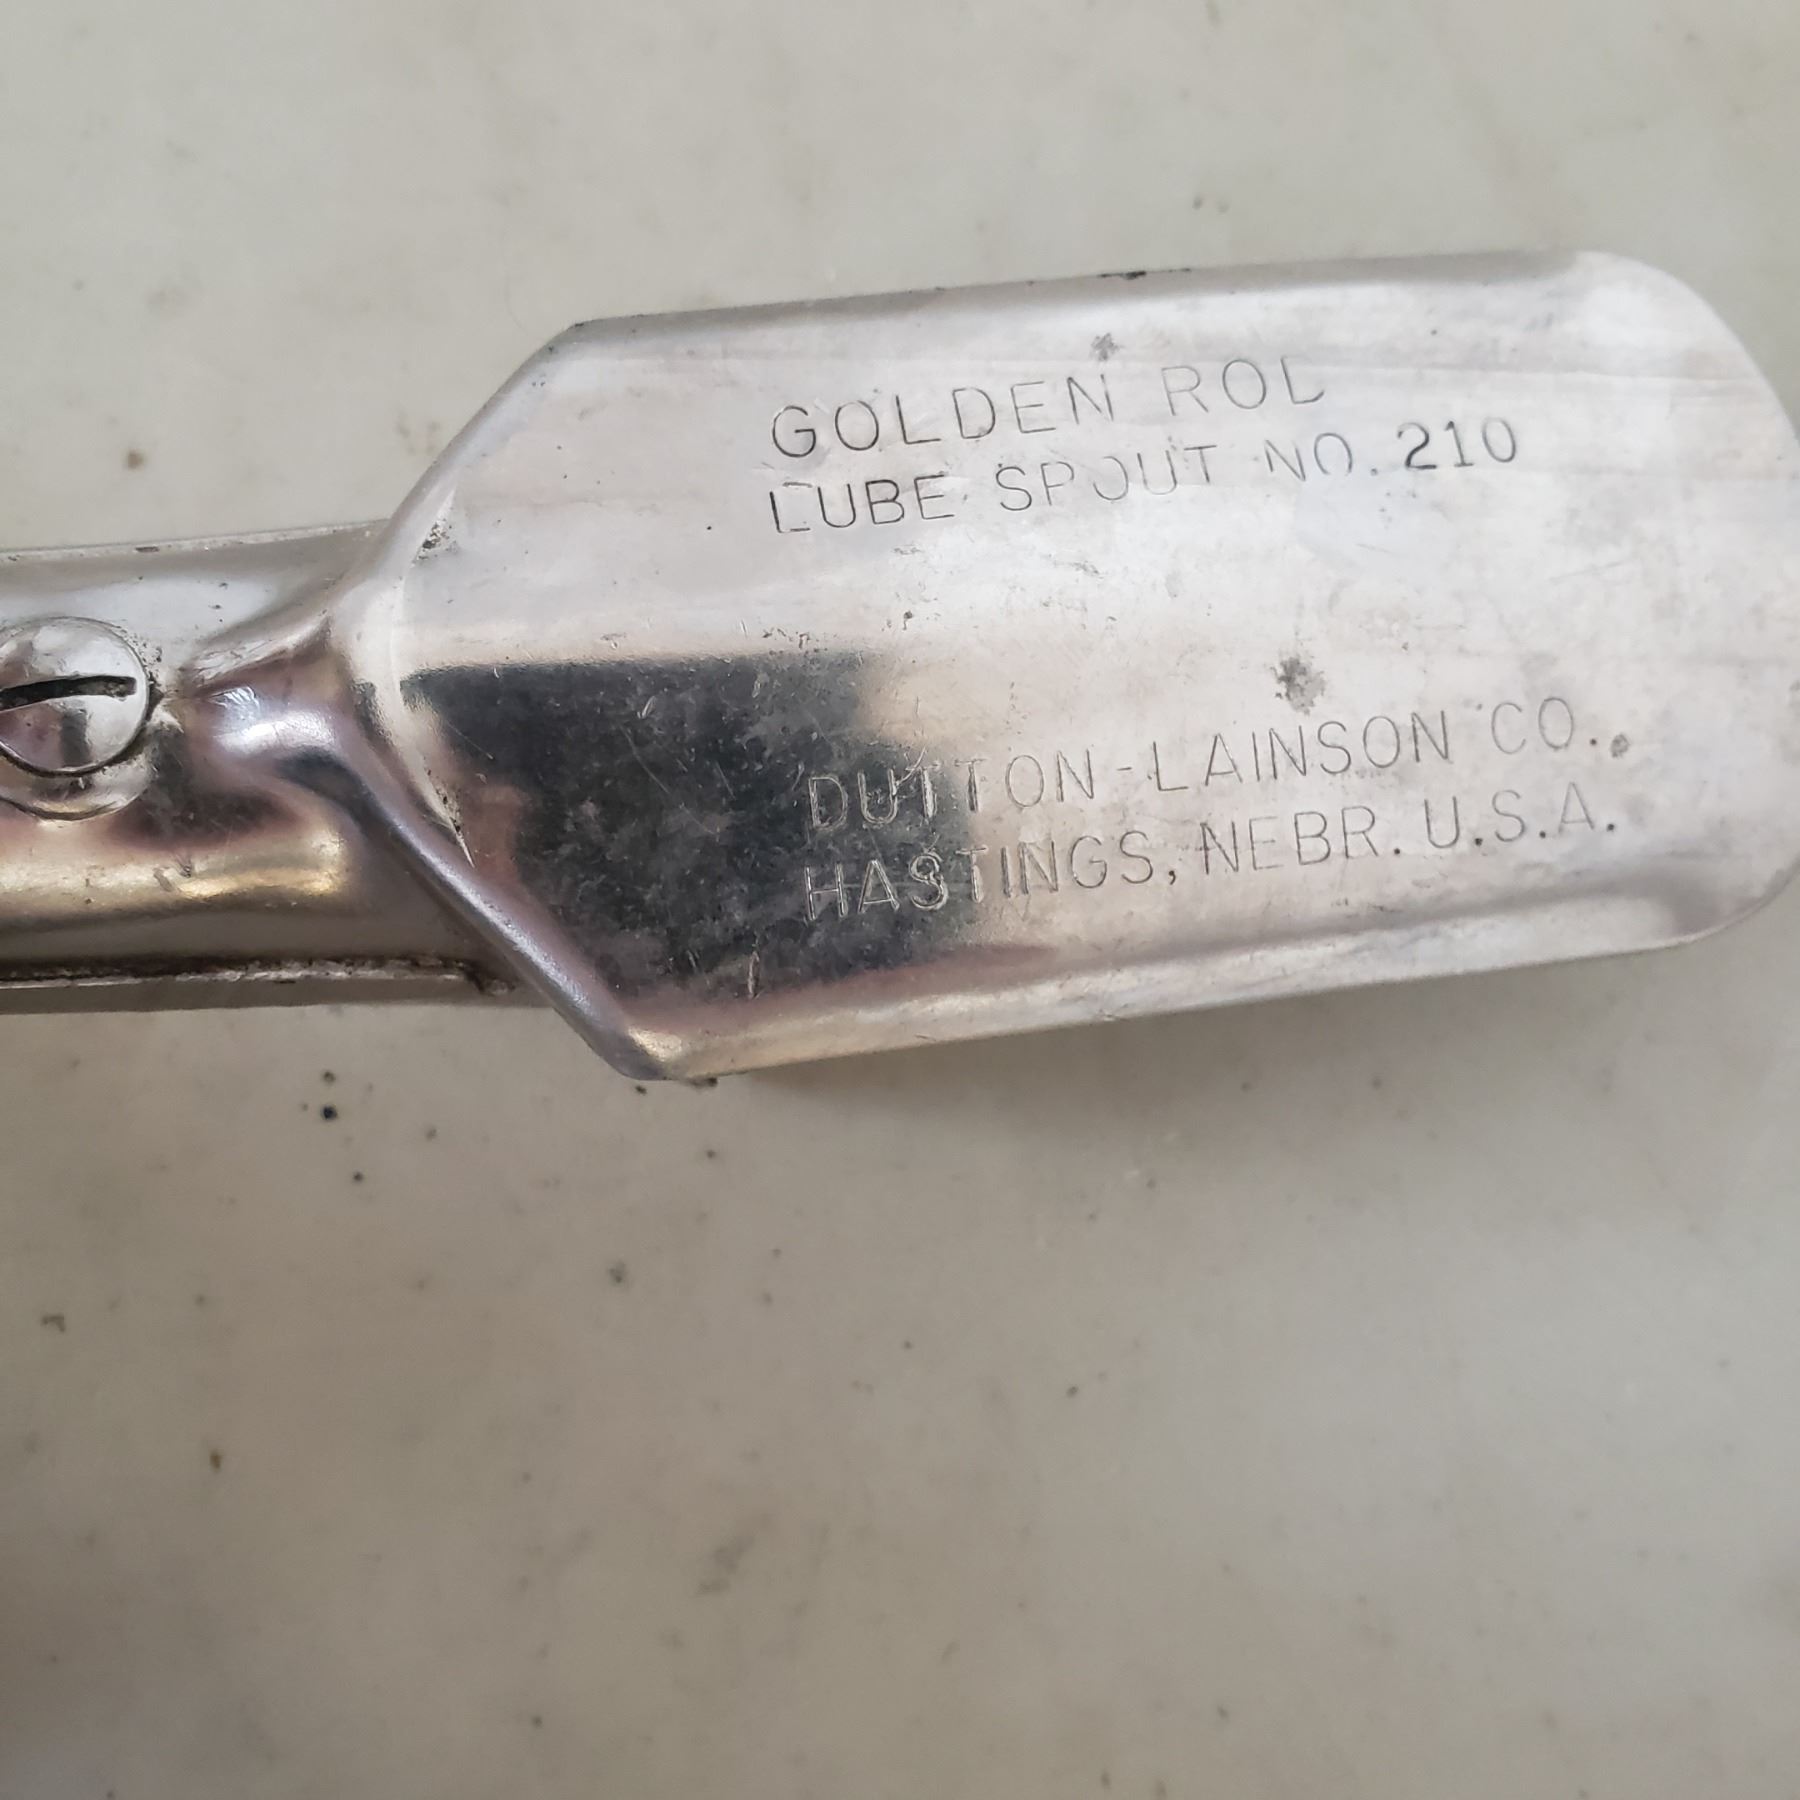 GOLDEN ROD
LUBE SPOUT NO. 210
DUTTON-LAINSON CO.
HASTINGS, NEBR. U.S.A.